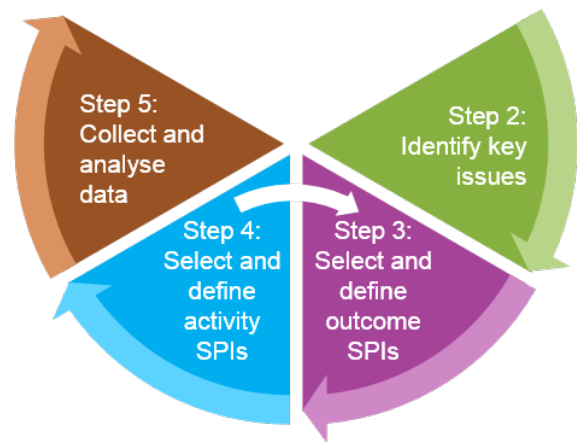 Step 5:
Collect and
analyse
data
Step 2:
Identify key
issues
Step 4:
Select and
define
activity
SPIs
Step 3:
Select and
define
outcome
SPIs